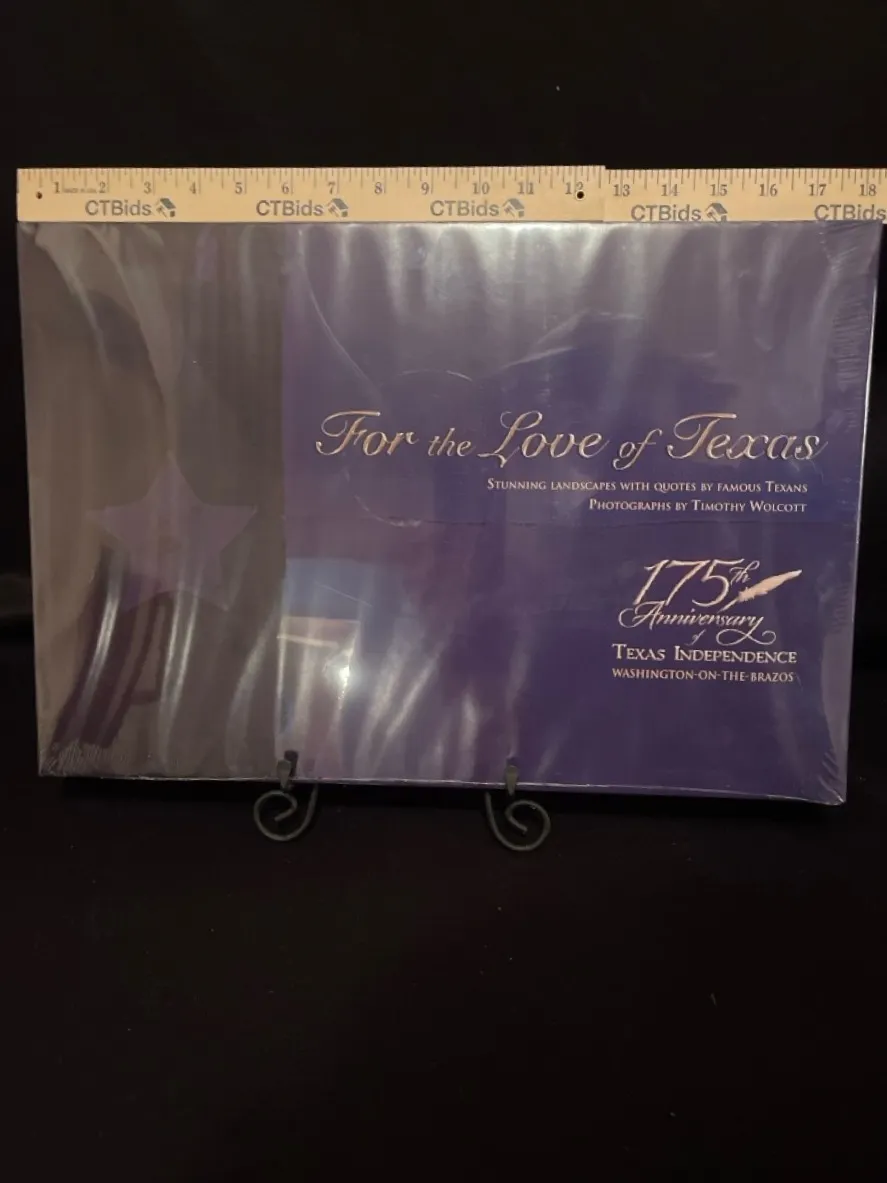 1 2 3 4 5 6 7 8 9 10 11 12 13 14 15 16 17 18
CTBids CTBids CTBids CTBids CTBids
For the Love of Texas
STUNNING LANDSCAPES WITH QUOTES BY FAMOUS TEXANS
PHOTOGRAPHS BY TIMOTHY WOLCOTT
175th
Anniversary
of
TEXAS INDEPENDENCE
WASHINGTON-ON-THE-BRAZOS